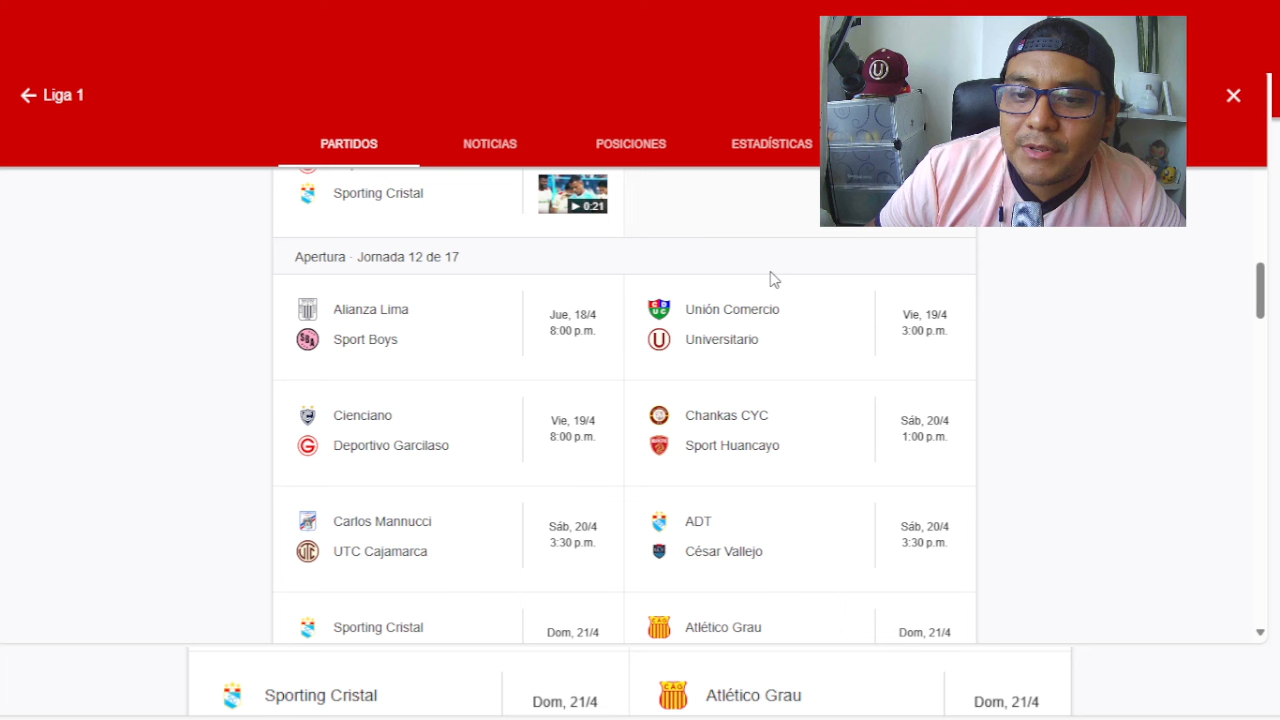 Liga 1
PARTIDOS
NOTICIAS
POSICIONES
ESTADÍSTICAS
Sporting Cristal
0:21
Apertura · Jornada 12 de 17
Alianza Lima
Sport Boys
Jue, 18/4
8:00 p.m.
Unión Comercio
Universitario
Vie, 19/4
3:00 p.m.
Cienciano
Deportivo Garcilaso
Vie, 19/4
8:00 p.m.
Chankas CYC
Sport Huancayo
Sáb, 20/4
1:00 p.m.
Carlos Mannucci
UTC Cajamarca
Sáb, 20/4
3:30 p.m.
ADT
César Vallejo
Sáb, 20/4
3:30 p.m.
Sporting Cristal
Dom, 21/4
Atlético Grau
Dom, 21/4
Sporting Cristal
Dom, 21/4
Atlético Grau
Dom, 21/4